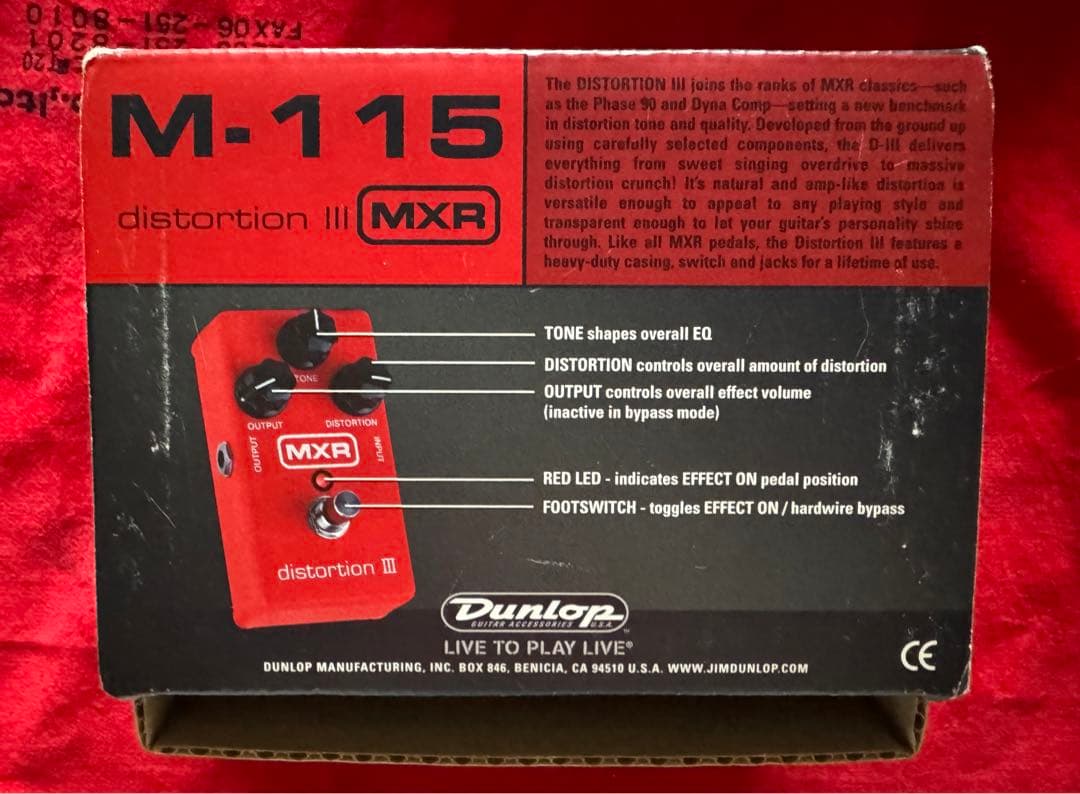 FAX06-251-8010
M-115
distortion III MXR
The DISTORTION III joins the ranks of MXR classics—such
as the Phase 90 and Dyna Comp—setting a new benchmark
in distortion tone and quality. Developed from the ground up
using carefully selected components, the D-III delivers
everything from sweet singing overdrive to massive
distortion crunch! It's natural and amp-like distortion is
versatile enough to appeal to any playing style and
transparent enough to let your guitar's personality shine
through. Like all MXR pedals, the Distortion III features a
heavy-duty casing, switch and jacks for a lifetime of use.
TONE shapes overall EQ
DISTORTION controls overall amount of distortion
OUTPUT controls overall effect volume
(inactive in bypass mode)
RED LED - indicates EFFECT ON pedal position
FOOTSWITCH - toggles EFFECT ON / hardwire bypass
TONE
OUTPUT
DISTORTION
OUTPUT
INPUT
MXR
distortion III
Dunlop
GUITAR ACCESSORIES U.S.A.
LIVE TO PLAY LIVE®
DUNLOP MANUFACTURING, INC. BOX 846, BENICIA, CA 94510 U.S.A. WWW.JIMDUNLOP.COM
CE